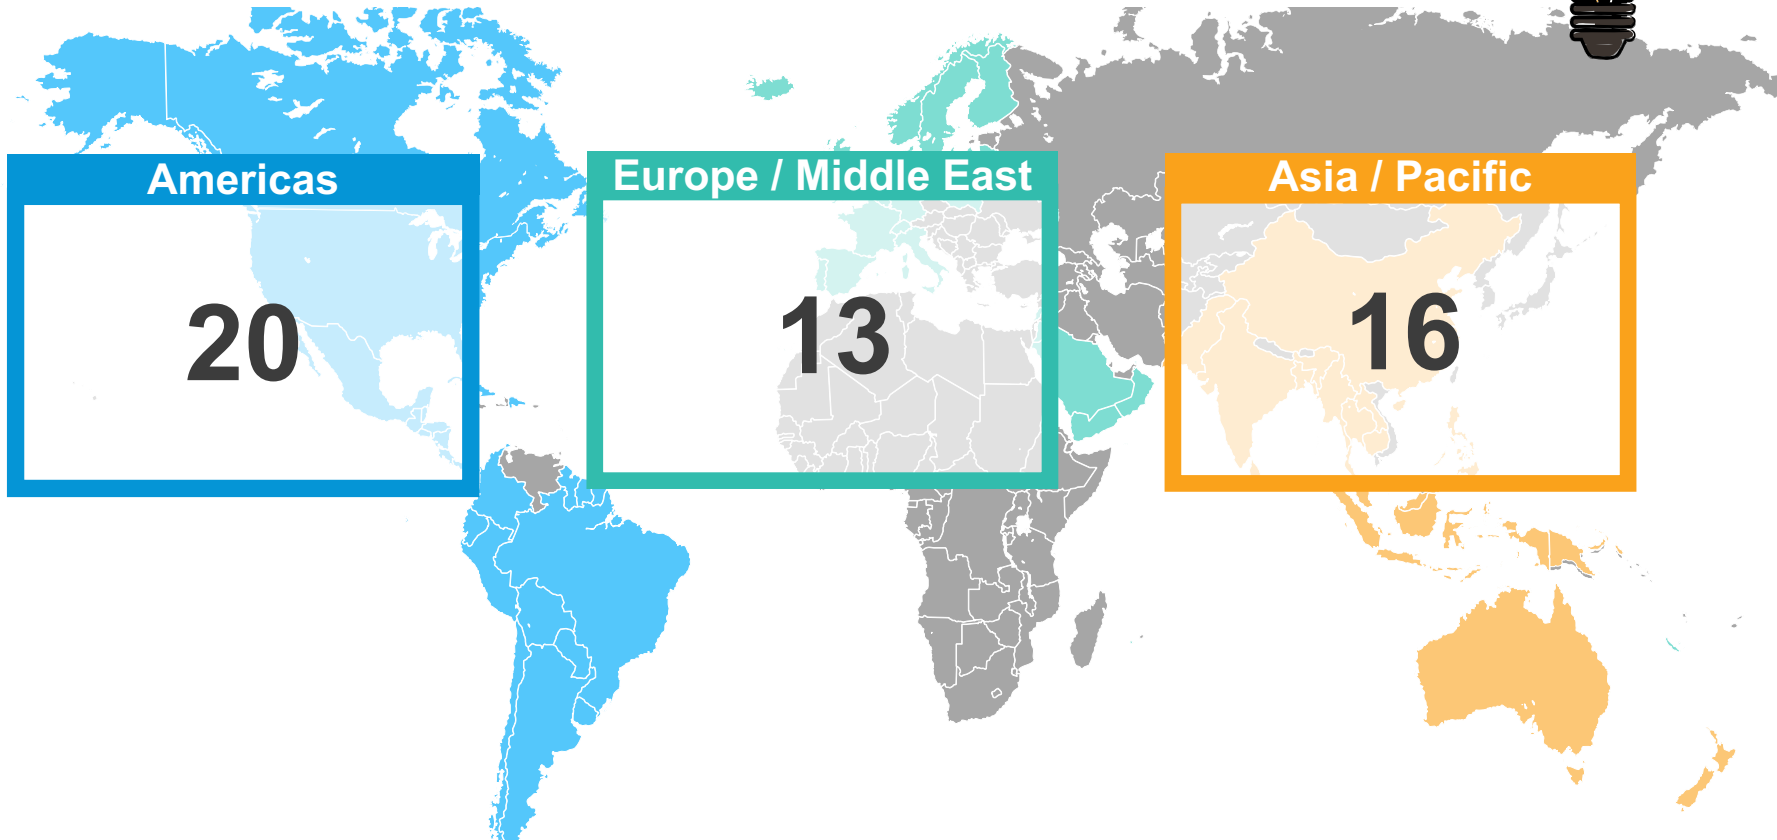 Americas
20
Europe / Middle East
13
Asia / Pacific
16